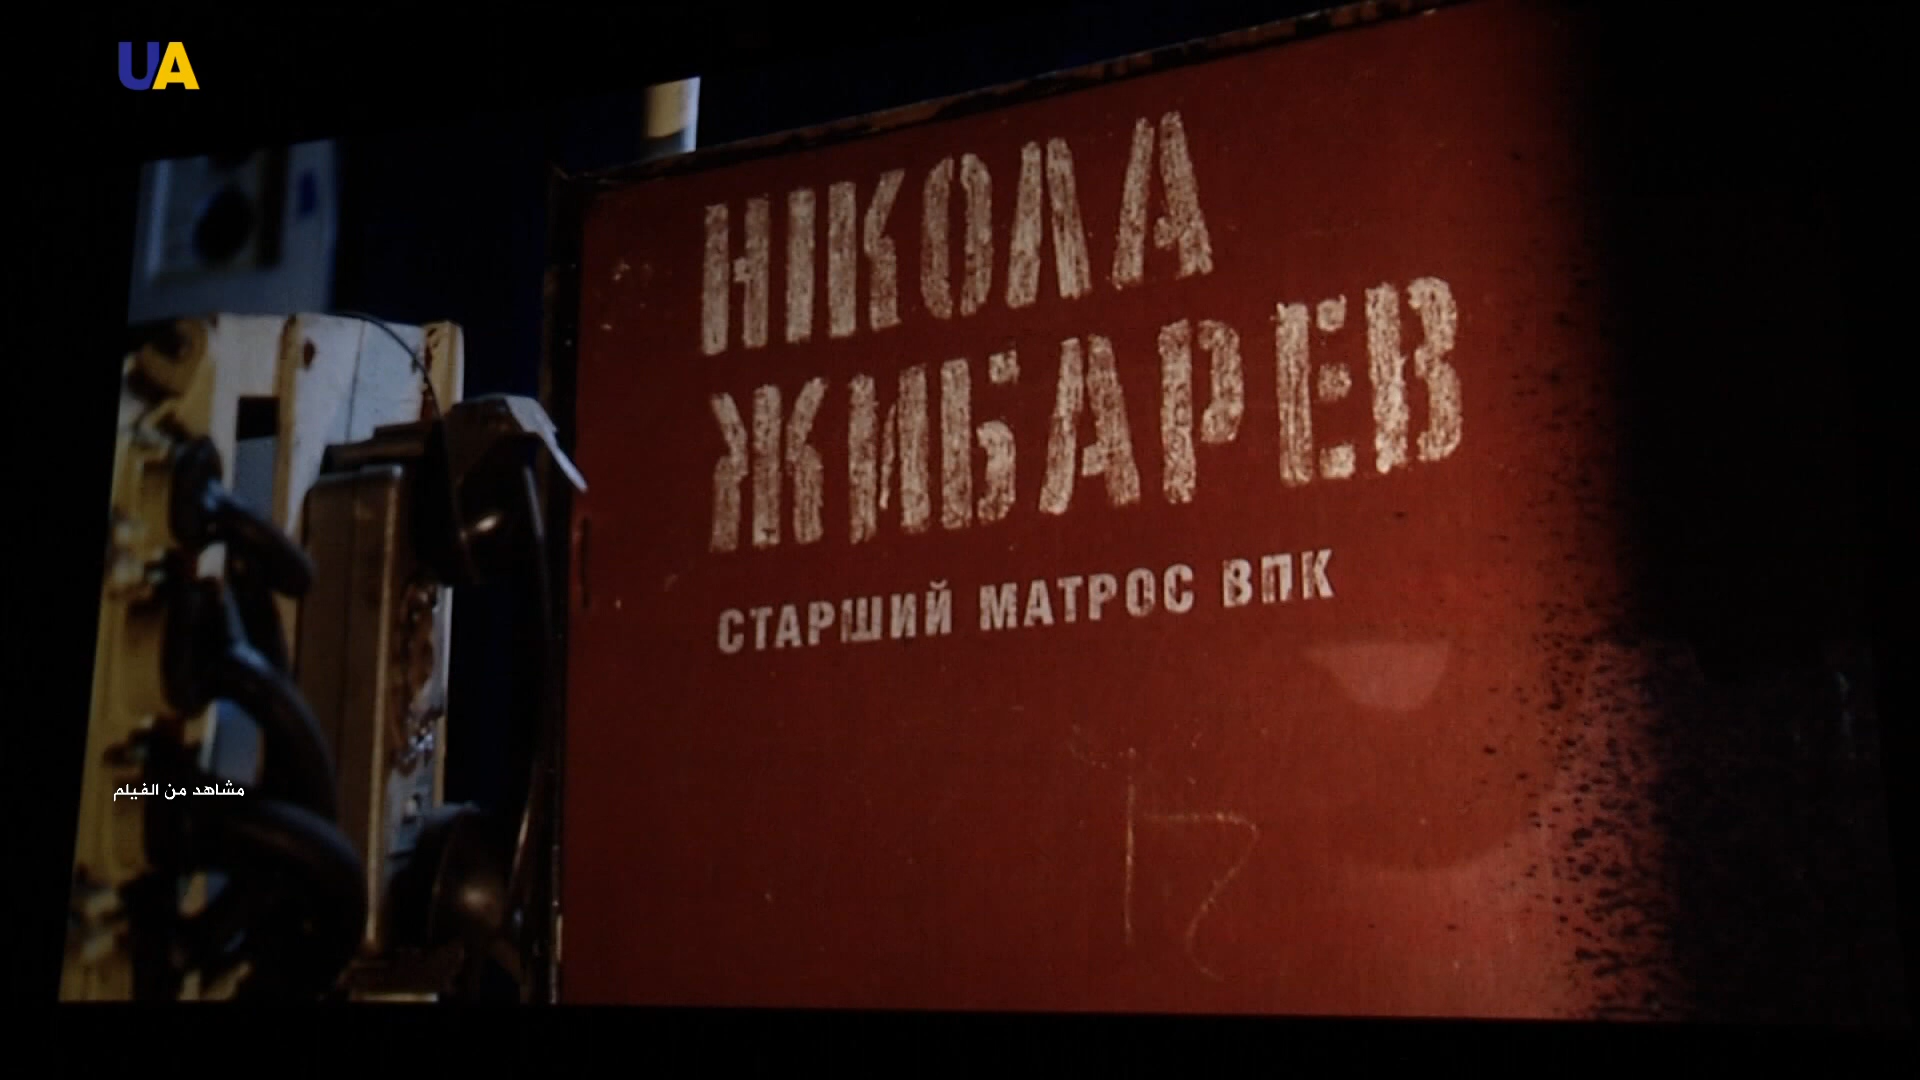 UA
НІКОЛА
ЖИБАРЕВ
СТАРШИЙ МАТРОС ВПК
مشاهد من الفيلم